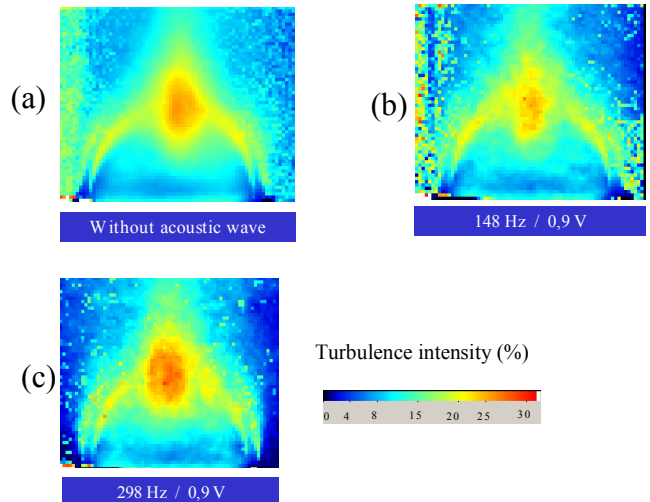 (a)
Without acoustic wave
(b)
148 Hz / 0,9 V
(c)
298 Hz / 0,9 V
Turbulence intensity (%)
0 4 8 15 20 25 30